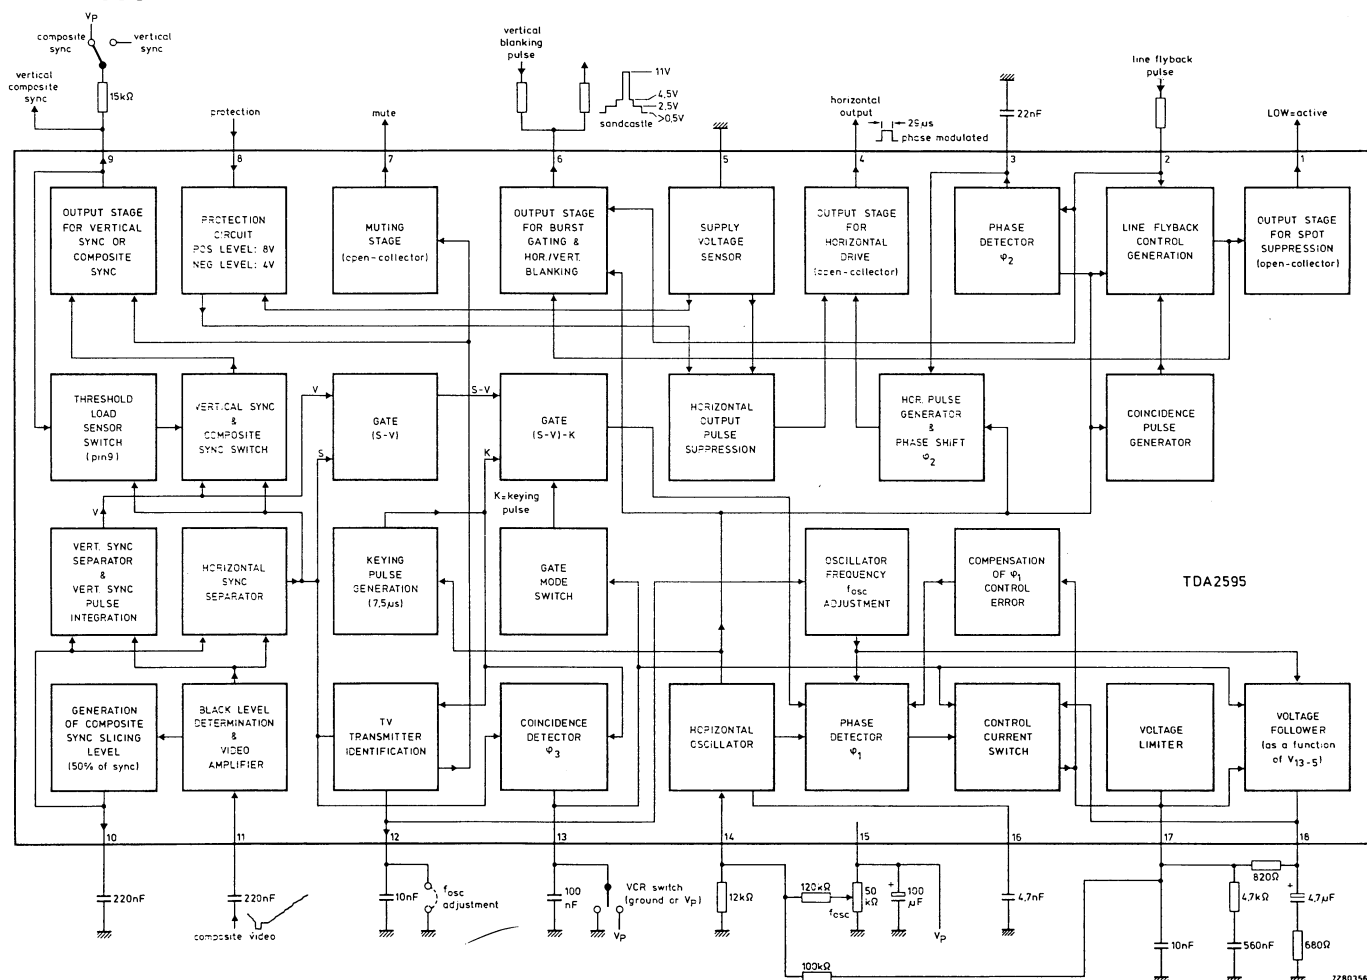 Vp
composite
sync
vertical
sync
vertical
composite
sync
15kΩ
protection
mute
vertical
blanking
pulse
11V
4,5V
2,5V
>0,5V
sandcastle
horizontal
output
29µs
phase modulated
22nF
line flyback
pulse
LOW=active
9
8
7
6
5
4
3
2
1
OUTPUT STAGE
FOR VERTICAL
SYNC OR
COMPOSITE
SYNC
PROTECTION
CIRCUIT
POS LEVEL: 8V
NEG LEVEL: 4V
MUTING
STAGE
(open-collector)
OUTPUT STAGE
FOR BURST
GATING &
HOR./VERT.
BLANKING
SUPPLY
VOLTAGE
SENSOR
OUTPUT STAGE
FOR
HORIZONTAL
DRIVE
(open-collector)
PHASE
DETECTOR
φ2
LINE FLYBACK
CONTROL
GENERATION
OUTPUT STAGE
FOR SPOT
SUPPRESSION
(open-collector)
THRESHOLD
LOAD
SENSOR
SWITCH
(pin9)
VERTICAL SYNC
&
COMPOSITE
SYNC SWITCH
V
S
GATE
(S-V)
S-V
K
GATE
(S-V)-K
HORIZONTAL
OUTPUT
PULSE
SUPPRESSION
HOR. PULSE
GENERATOR
&
PHASE SHIFT
φ2
COINCIDENCE
PULSE
GENERATOR
V
K=keying
pulse
VERT. SYNC
SEPARATOR
&
VERT. SYNC
PULSE
INTEGRATION
HORIZONTAL
SYNC
SEPARATOR
KEYING
PULSE
GENERATION
(7,5µs)
GATE
MODE
SWITCH
OSCILLATOR
FREQUENCY
fosc
ADJUSTMENT
COMPENSATION
OF φ1
CONTROL
ERROR
TDA2595
GENERATION
OF COMPOSITE
SYNC SLICING
LEVEL
(50% of sync)
BLACK LEVEL
DETERMINATION
&
VIDEO
AMPLIFIER
TV
TRANSMITTER
IDENTIFICATION
COINCIDENCE
DETECTOR
φ3
HORIZONTAL
OSCILLATOR
PHASE
DETECTOR
φ1
CONTROL
CURRENT
SWITCH
VOLTAGE
LIMITER
VOLTAGE
FOLLOWER
(as a function
of V13-5)
10
11
12
13
14
15
16
17
18
220nF
220nF
composite video
10nF
fosc
adjustment
100
nF
VCR switch
(ground or Vp)
Vp
12kΩ
120kΩ
fosc
50
kΩ
+
100
µF
Vp
4,7nF
100kΩ
10nF
820Ω
4,7kΩ
560nF
+
4,7µF
680Ω
7280356